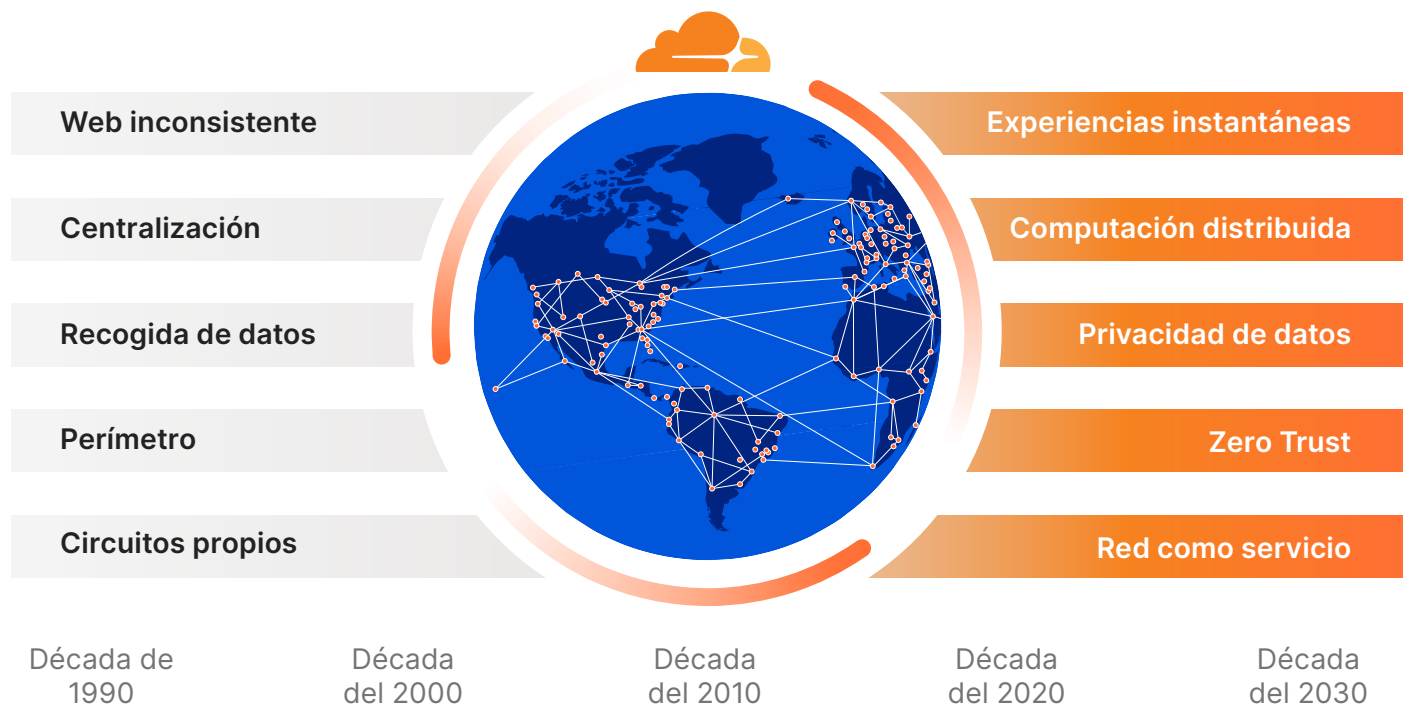 Web inconsistente
Experiencias instantáneas
Centralización
Computación distribuida
Recogida de datos
Privacidad de datos
Perímetro
Zero Trust
Circuitos propios
Red como servicio
Década de
1990
Década
del 2000
Década
del 2010
Década
del 2020
Década
del 2030